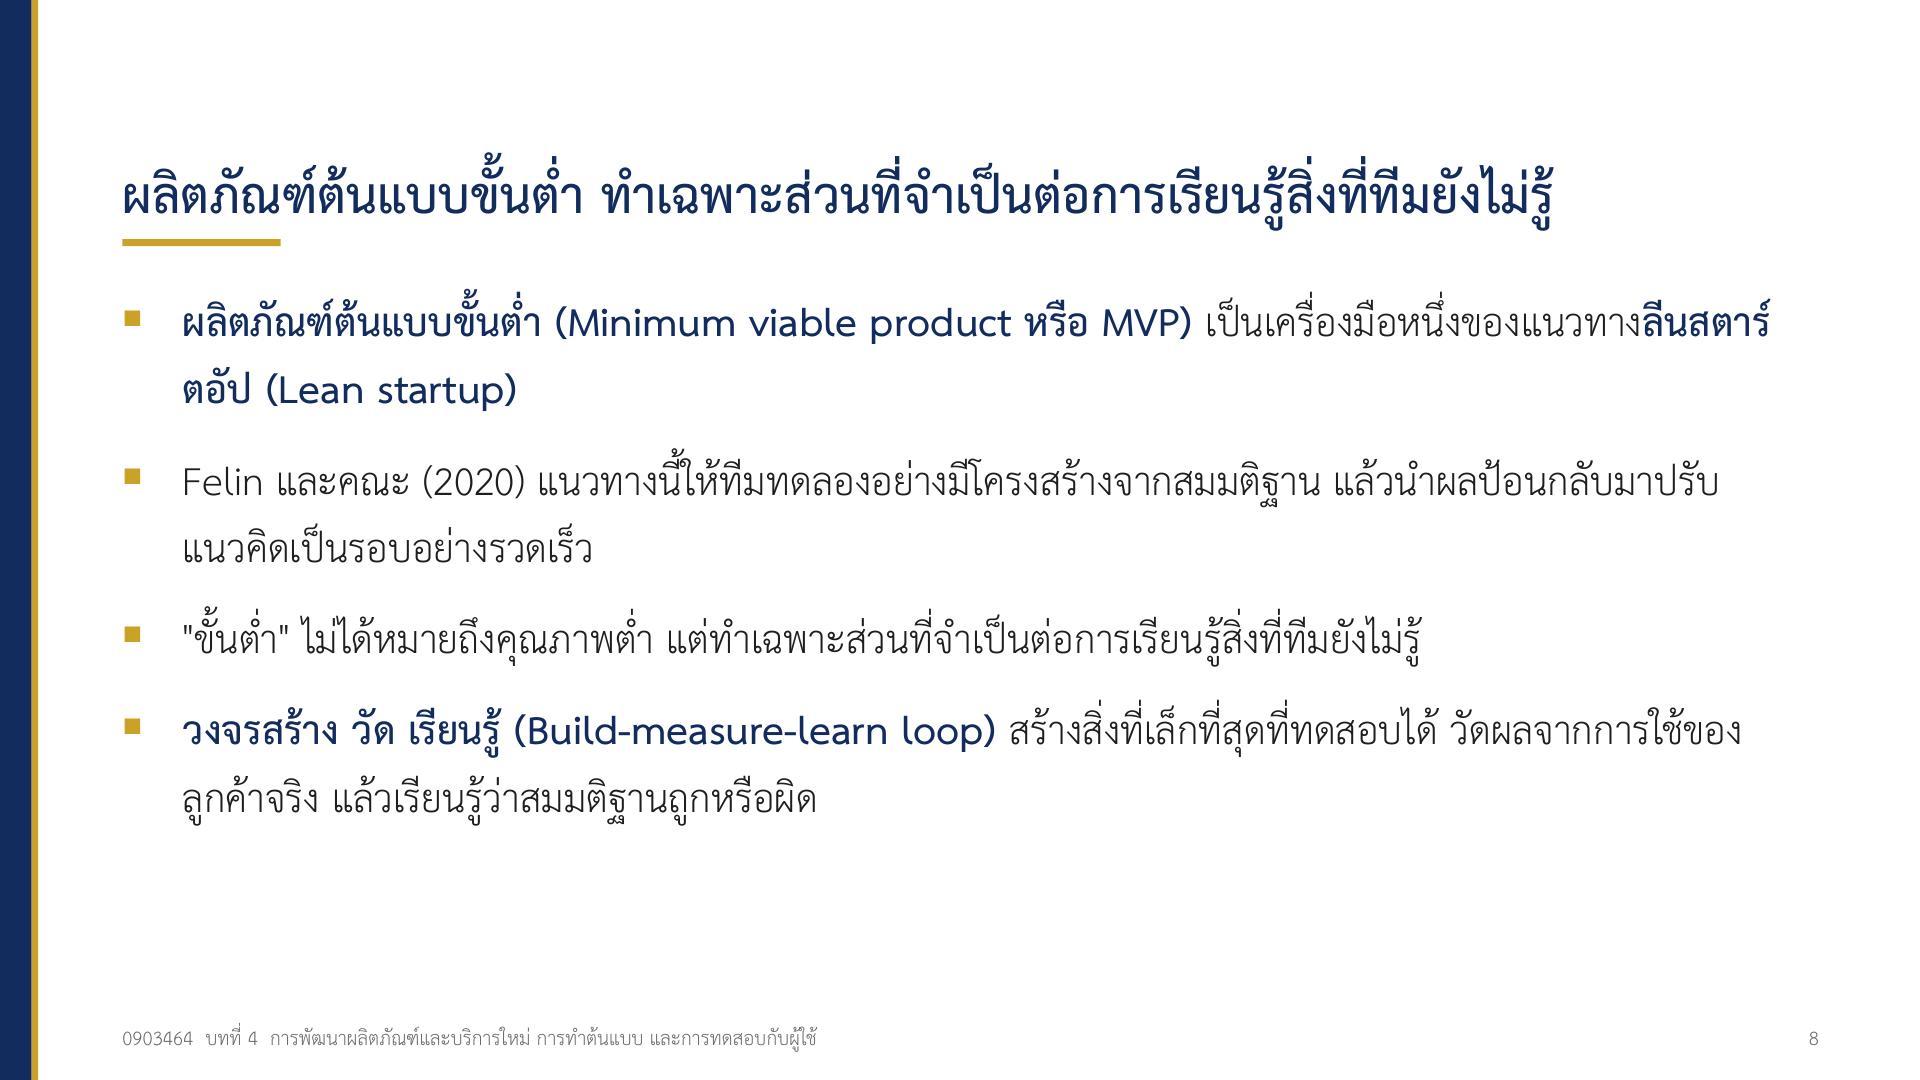 ผลิตภัณฑ์ต้นแบบขั้นต่ำ ทำเฉพาะส่วนที่จำเป็นต่อการเรียนรู้สิ่งที่ทีมยังไม่รู้
ผลิตภัณฑ์ต้นแบบขั้นต่ำ (Minimum viable product หรือ MVP) เป็นเครื่องมือหนึ่งของแนวทางลีนสตาร์
ตอัป (Lean startup)
Felin และคณะ (2020) แนวทางนี้ให้ทีมทดลองอย่างมีโครงสร้างจากสมมติฐาน แล้วนำผลป้อนกลับมาปรับ
แนวคิดเป็นรอบอย่างรวดเร็ว
"ขั้นต่ำ" ไม่ได้หมายถึงคุณภาพต่ำ แต่ทำเฉพาะส่วนที่จำเป็นต่อการเรียนรู้สิ่งที่ทีมยังไม่รู้
วงจรสร้าง วัด เรียนรู้ (Build-measure-learn loop) สร้างสิ่งที่เล็กที่สุดที่ทดสอบได้ วัดผลจากการใช้ของ
ลูกค้าจริง แล้วเรียนรู้ว่าสมมติฐานถูกหรือผิด
0903464 บทที่ 4 การพัฒนาผลิตภัณฑ์และบริการใหม่ การทำต้นแบบ และการทดสอบกับผู้ใช้
8